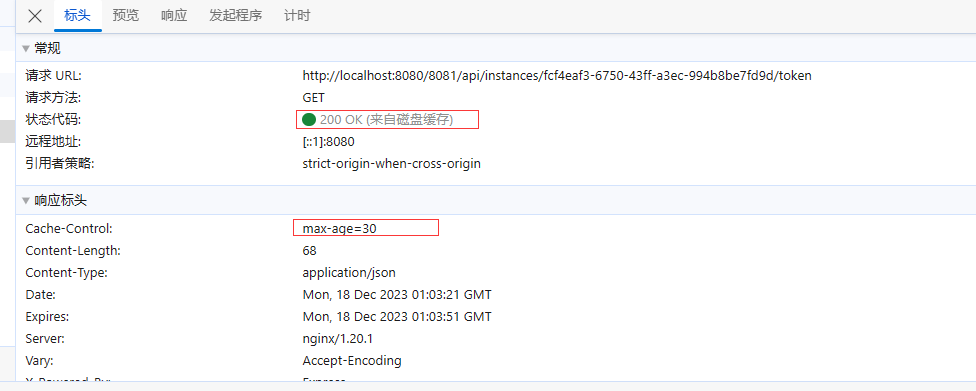 标头 预览 响应 发起程序 计时
常规
请求 URL: http://localhost:8080/8081/api/instances/fcf4eaf3-6750-43ff-a3ec-994b8be7fd9d/token
请求方法: GET
状态代码: 200 OK (来自磁盘缓存)
远程地址: [::1]:8080
引用者策略: strict-origin-when-cross-origin
响应标头
Cache-Control: max-age=30
Content-Length: 68
Content-Type: application/json
Date: Mon, 18 Dec 2023 01:03:21 GMT
Expires: Mon, 18 Dec 2023 01:03:51 GMT
Server: nginx/1.20.1
Vary: Accept-Encoding
X-Powered-By: Express